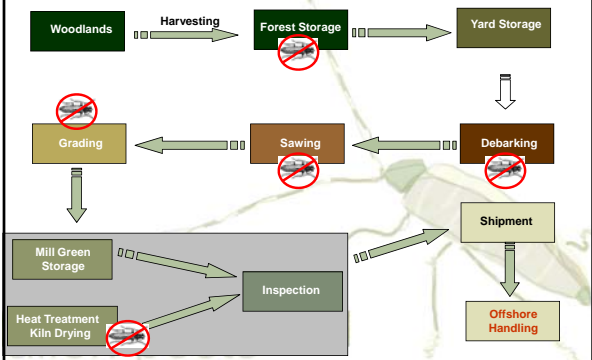 Woodlands
Harvesting
Forest Storage
Yard Storage
Grading
Sawing
Debarking
Mill Green
Storage
Inspection
Shipment
Heat Treatment
Kiln Drying
Offshore
Handling